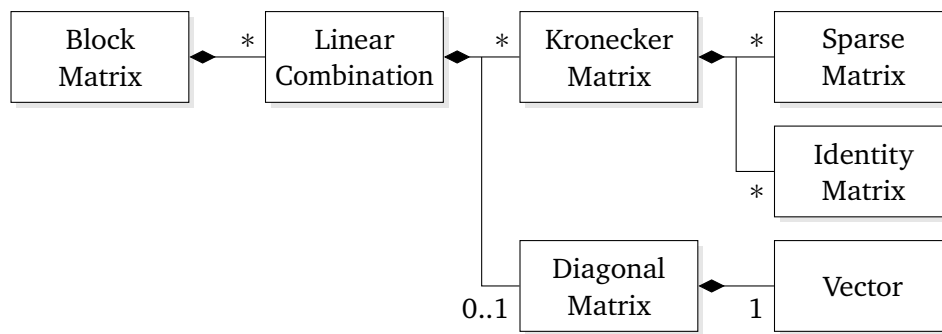 Block
Matrix
*
Linear
Combination
*
Kronecker
Matrix
*
Sparse
Matrix
Identity
Matrix
*
Diagonal
Matrix
0..1
1
Vector